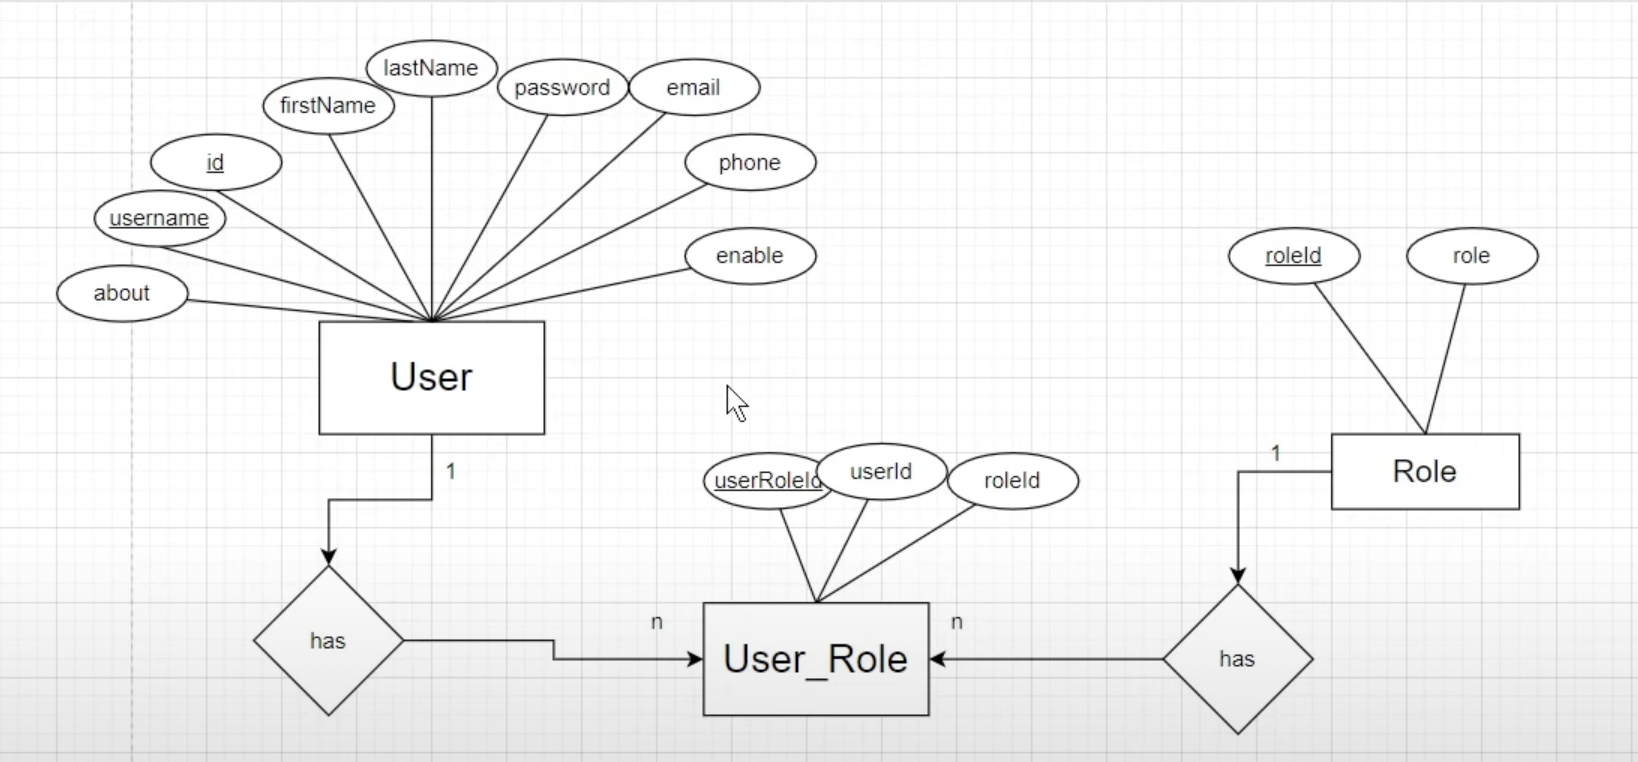 lastName
password
email
firstName
id
phone
username
enable
about
roleId
role
User
1
userRoleId
userId
roleId
1
Role
has
n
User_Role
n
has